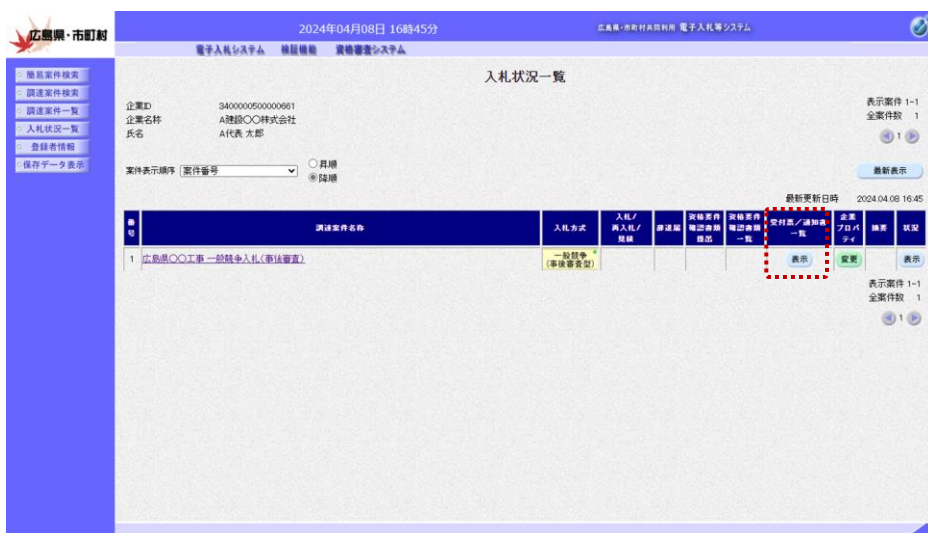 広島県・市町村
2024年04月08日 16時45分
広島県・市町村共同利用 電子入札等システム
電子入札システム 検証機能 資格審査システム
簡易案件検索
調達案件検索
調達案件一覧
入札状況一覧
登録者情報
保存データ表示
入札状況一覧
企業ID 3400000500000661
企業名称 A建設〇〇株式会社
氏名 A代表 太郎
表示案件 1-1
全案件数 1
1
案件表示順序 案件番号
昇順
降順
最新表示
最新更新日時 2024.04.08 16:45
番号 調達案件名称 入札方式 入札/再入札/見積 辞退届 資格要件確認書類提出 資格要件確認書類一覧 受付票/通知書一覧 企業プロパティ 摘要 状況
1 広島県〇〇工事 一般競争入札(事後審査) 一般競争(事後審査型) 表示 変更 表示
表示案件 1-1
全案件数 1
1